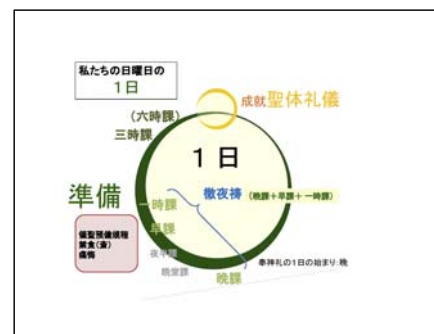 私たちの日曜日の
1日
成就聖体礼儀
(六時課)
三時課
1日
準備
徹夜祷 (晩課+早課+一時課)
一時課
早課
夜半課
晩堂課
晩課
奉神礼の1日の始まり:晩
領聖預備規程
禁食(斎)
痛悔